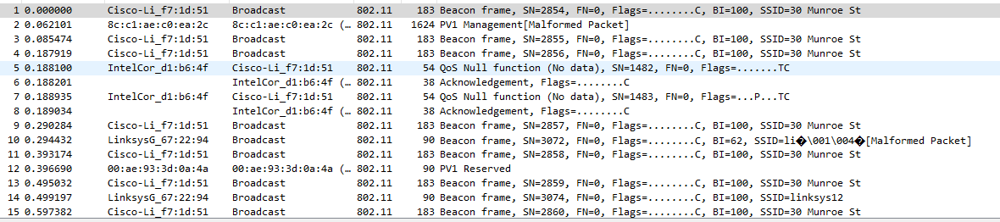 1 0.000000 Cisco-Li_f7:1d:51 Broadcast 802.11 183 Beacon frame, SN=2854, FN=0, Flags=........C, BI=100, SSID=30 Munroe St
2 0.062101 8c:c1:ae:c0:ea:2c 8c:c1:ae:c0:ea:2c (… 802.11 1624 PV1 Management[Malformed Packet]
3 0.085474 Cisco-Li_f7:1d:51 Broadcast 802.11 183 Beacon frame, SN=2855, FN=0, Flags=........C, BI=100, SSID=30 Munroe St
4 0.187919 Cisco-Li_f7:1d:51 Broadcast 802.11 183 Beacon frame, SN=2856, FN=0, Flags=........C, BI=100, SSID=30 Munroe St
5 0.188100 IntelCor_d1:b6:4f Cisco-Li_f7:1d:51 802.11 54 QoS Null function (No data), SN=1482, FN=0, Flags=.......TC
6 0.188201 IntelCor_d1:b6:4f (… 802.11 38 Acknowledgement, Flags=........C
7 0.188935 IntelCor_d1:b6:4f Cisco-Li_f7:1d:51 802.11 54 QoS Null function (No data), SN=1483, FN=0, Flags=...P...TC
8 0.189034 IntelCor_d1:b6:4f (… 802.11 38 Acknowledgement, Flags=........C
9 0.290284 Cisco-Li_f7:1d:51 Broadcast 802.11 183 Beacon frame, SN=2857, FN=0, Flags=........C, BI=100, SSID=30 Munroe St
10 0.294432 LinksysG_67:22:94 Broadcast 802.11 90 Beacon frame, SN=3072, FN=0, Flags=........C, BI=62, SSID=li�\001\004�[Malformed Packet]
11 0.393174 Cisco-Li_f7:1d:51 Broadcast 802.11 183 Beacon frame, SN=2858, FN=0, Flags=........C, BI=100, SSID=30 Munroe St
12 0.396690 00:ae:93:3d:0a:4a 00:ae:93:3d:0a:4a (… 802.11 90 PV1 Reserved
13 0.495032 Cisco-Li_f7:1d:51 Broadcast 802.11 183 Beacon frame, SN=2859, FN=0, Flags=........C, BI=100, SSID=30 Munroe St
14 0.499197 LinksysG_67:22:94 Broadcast 802.11 90 Beacon frame, SN=3074, FN=0, Flags=........C, BI=100, SSID=linksys12
15 0.597382 Cisco-Li_f7:1d:51 Broadcast 802.11 183 Beacon frame, SN=2860, FN=0, Flags=........C, BI=100, SSID=30 Munroe St